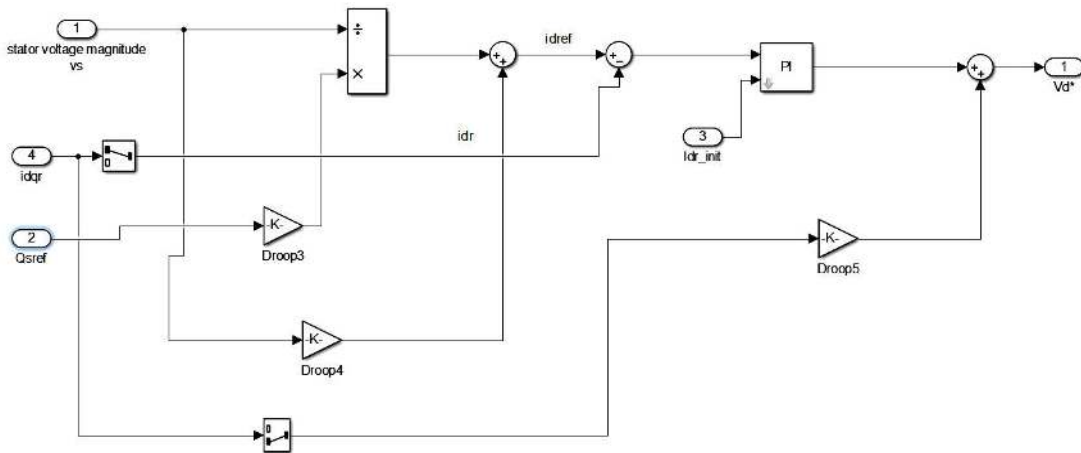 1
stator voltage magnitude
vs
÷
×
idref
PI
1
Vd*
3
Idr_init
idr
4
idqr
2
Qsref
-K-
Droop3
-K-
Droop5
-K-
Droop4